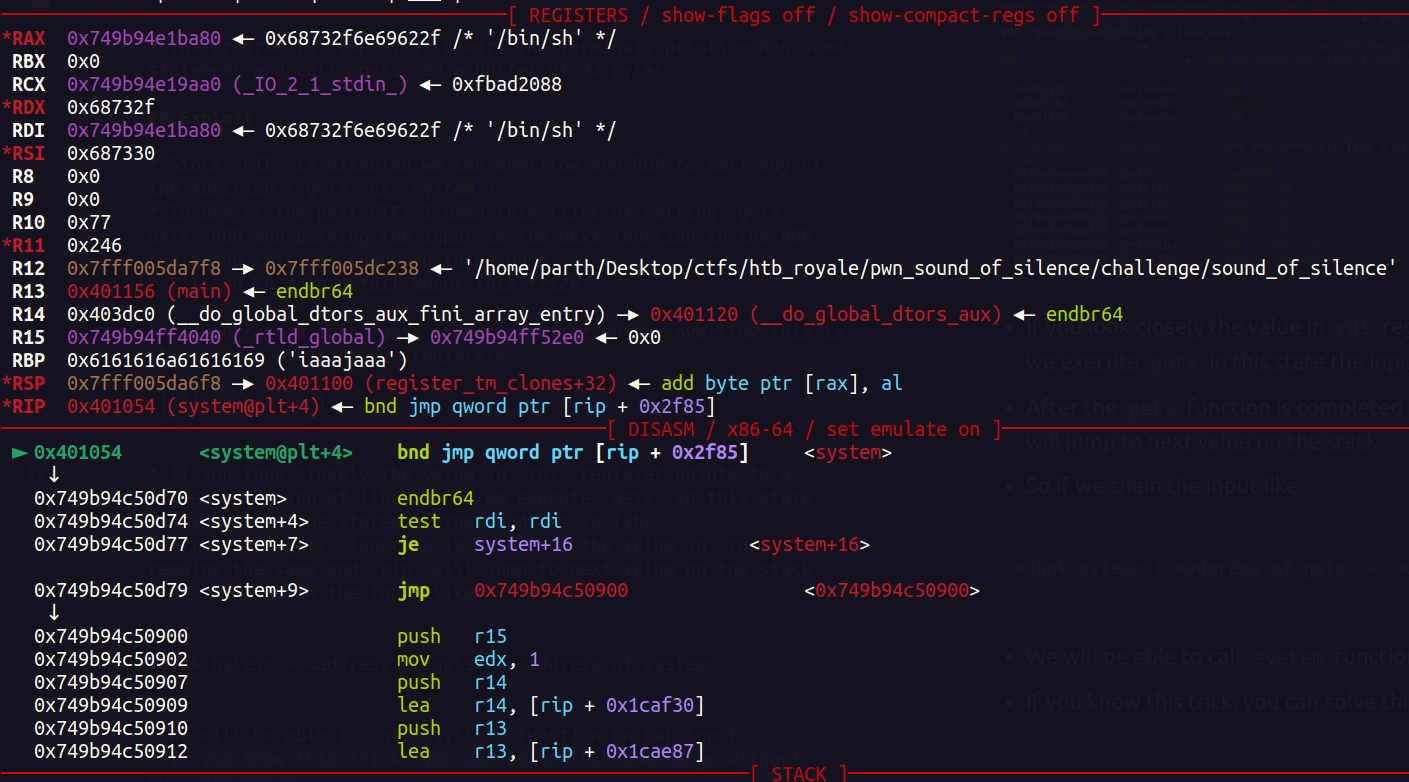 [ REGISTERS / show-flags off / show-compact-regs off ]
*RAX 0x749b94e1ba80 ◂— 0x68732f6e69622f /* '/bin/sh' */
RBX 0x0
RCX 0x749b94e19aa0 (_IO_2_1_stdin_) ◂— 0xfbad2088
*RDX 0x68732f
RDI 0x749b94e1ba80 ◂— 0x68732f6e69622f /* '/bin/sh' */
*RSI 0x687330
R8 0x0
R9 0x0
R10 0x77
*R11 0x246
R12 0x7fff005da7f8 —▸ 0x7fff005dc238 ◂— '/home/parth/Desktop/ctfs/htb_royale/pwn_sound_of_silence/challenge/sound_of_silence'
R13 0x401156 (main) ◂— endbr64
R14 0x403dc0 (__do_global_dtors_aux_fini_array_entry) —▸ 0x401120 (__do_global_dtors_aux) ◂— endbr64
R15 0x749b94ff4040 (_rtld_global) —▸ 0x749b94ff52e0 ◂— 0x0
RBP 0x6161616a61616169 ('iaaajaaa')
*RSP 0x7fff005da6f8 —▸ 0x401100 (register_tm_clones+32) ◂— add byte ptr [rax], al
*RIP 0x401054 (system@plt+4) ◂— bnd jmp qword ptr [rip + 0x2f85]
[ DISASM / x86-64 / set emulate on ]
► 0x401054 <system@plt+4> bnd jmp qword ptr [rip + 0x2f85] <system>
↓
0x749b94c50d70 <system> endbr64
0x749b94c50d74 <system+4> test rdi, rdi
0x749b94c50d77 <system+7> je system+16 <system+16>
0x749b94c50d79 <system+9> jmp 0x749b94c50900 <0x749b94c50900>
↓
0x749b94c50900 push r15
0x749b94c50902 mov edx, 1
0x749b94c50907 push r14
0x749b94c50909 lea r14, [rip + 0x1caf30]
0x749b94c50910 push r13
0x749b94c50912 lea r13, [rip + 0x1cae87]
[ STACK ]